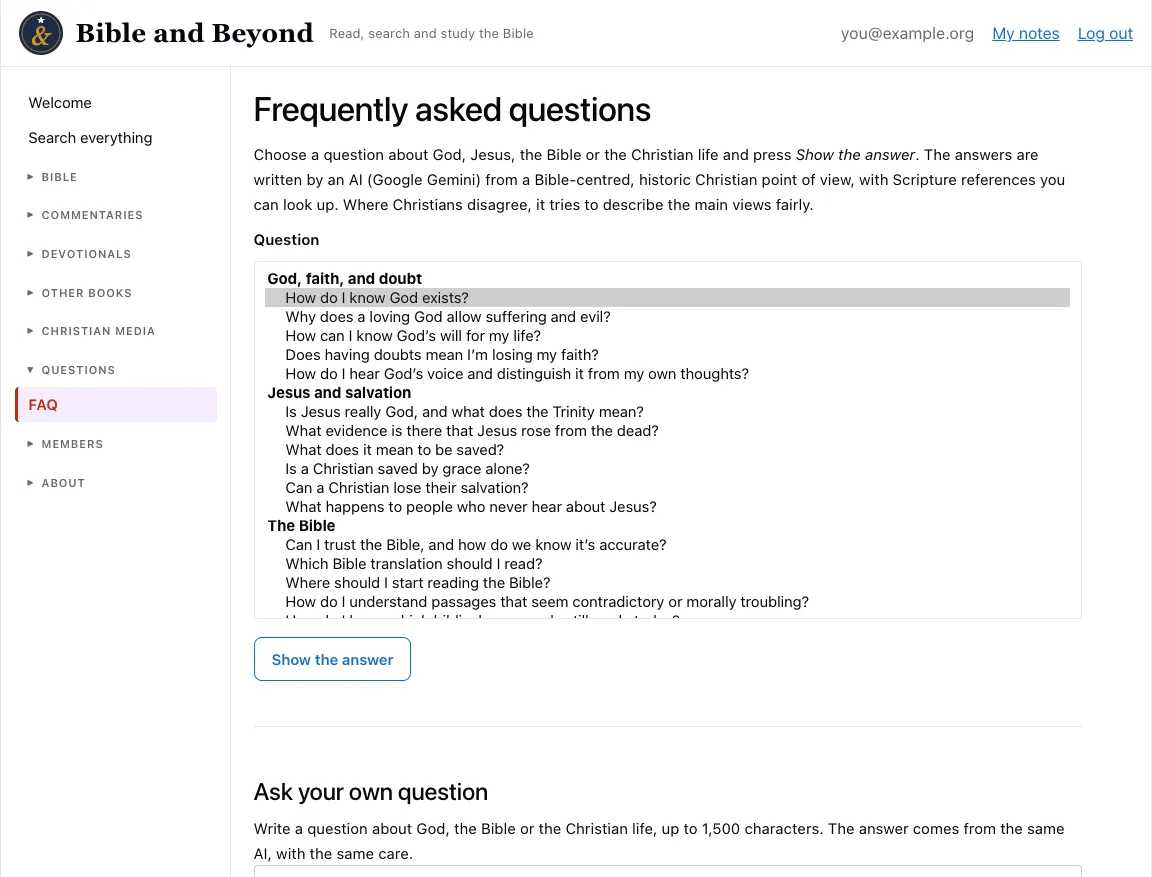 &
Bible and Beyond
Read, search and study the Bible
you@example.org
My notes
Log out
Welcome
Search everything
BIBLE
COMMENTARIES
DEVOTIONALS
OTHER BOOKS
CHRISTIAN MEDIA
QUESTIONS
FAQ
MEMBERS
ABOUT
Frequently asked questions
Choose a question about God, Jesus, the Bible or the Christian life and press Show the answer. The answers are
written by an AI (Google Gemini) from a Bible-centred, historic Christian point of view, with Scripture references you
can look up. Where Christians disagree, it tries to describe the main views fairly.
Question
God, faith, and doubt
How do I know God exists?
Why does a loving God allow suffering and evil?
How can I know God’s will for my life?
Does having doubts mean I’m losing my faith?
How do I hear God’s voice and distinguish it from my own thoughts?
Jesus and salvation
Is Jesus really God, and what does the Trinity mean?
What evidence is there that Jesus rose from the dead?
What does it mean to be saved?
Is a Christian saved by grace alone?
Can a Christian lose their salvation?
What happens to people who never hear about Jesus?
The Bible
Can I trust the Bible, and how do we know it’s accurate?
Which Bible translation should I read?
Where should I start reading the Bible?
How do I understand passages that seem contradictory or morally troubling?
Show the answer
Ask your own question
Write a question about God, the Bible or the Christian life, up to 1,500 characters. The answer comes from the same
AI, with the same care.